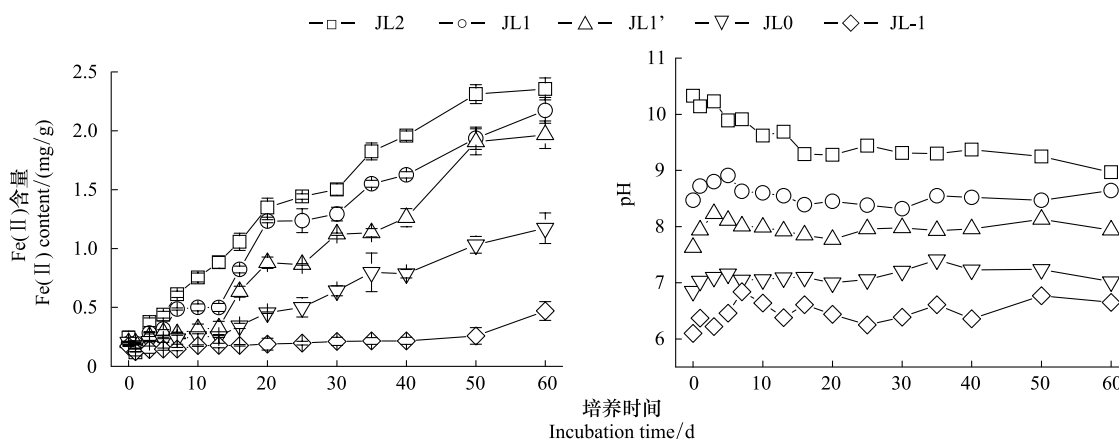 JL2 JL1 JL1’ JL0 JL-1
Fe(Ⅱ)含量
Fe(Ⅱ) content/(mg/g)
2.5
2.0
1.5
1.0
0.5
0
0 10 20 30 40 50 60
pH
11
10
9
8
7
6
0 10 20 30 40 50 60
培养时间
Incubation time/d